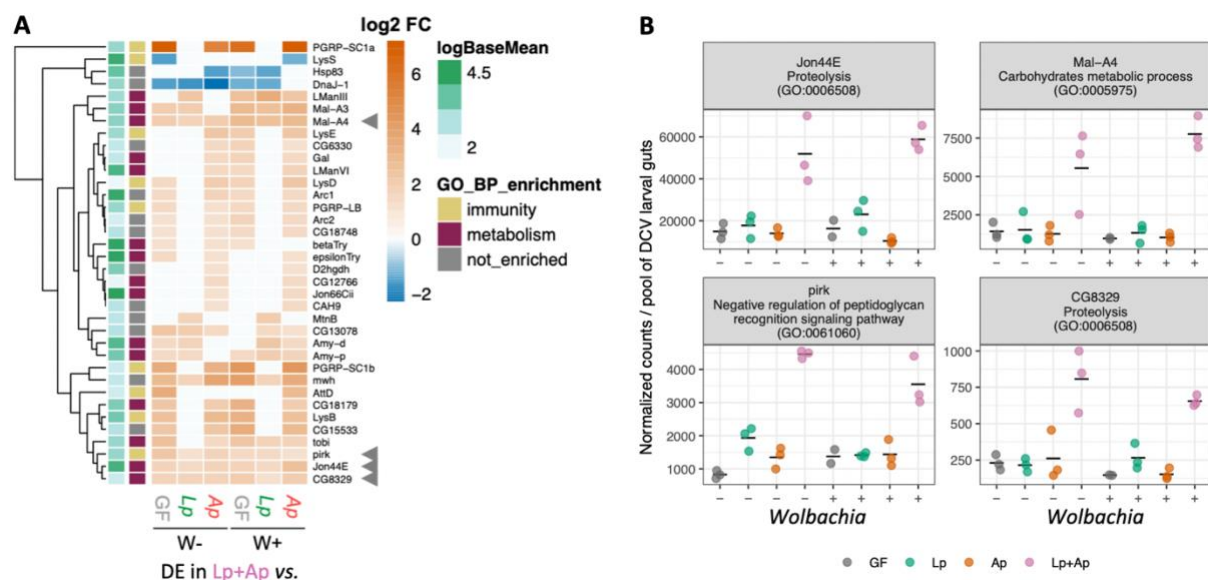 A
log2 FC
6
4
2
0
−2
logBaseMean
4.5
2
GO_BP_enrichment
immunity
metabolism
not_enriched
PGRP−SC1a
LysS
Hsp83
DnaJ−1
LManIII
Mal−A3
Mal−A4
LysE
CG6330
Gal
LManVI
LysD
Arc1
PGRP−LB
Arc2
CG18748
betaTry
epsilonTry
D2hgdh
CG12766
Jon66Cii
CAH9
MtnB
CG13078
Amy−d
Amy−p
PGRP−SC1b
mwh
AttD
CG18179
LysB
CG15533
tobi
pirk
Jon44E
CG8329
GF Lp Ap GF Lp Ap
W- W+
DE in Lp+Ap vs.
B
Normalized counts / pool of DCV larval guts
Jon44E
Proteolysis
(GO:0006508)
60000
40000
20000
− − − − + + + +
Mal−A4
Carbohydrates metabolic process
(GO:0005975)
7500
5000
2500
− − − − + + + +
pirk
Negative regulation of peptidoglycan
recognition signaling pathway
(GO:0061060)
4000
3000
2000
1000
− − − − + + + +
CG8329
Proteolysis
(GO:0006508)
1000
750
500
250
− − − − + + + +
Wolbachia
Wolbachia
GF Lp Ap Lp+Ap